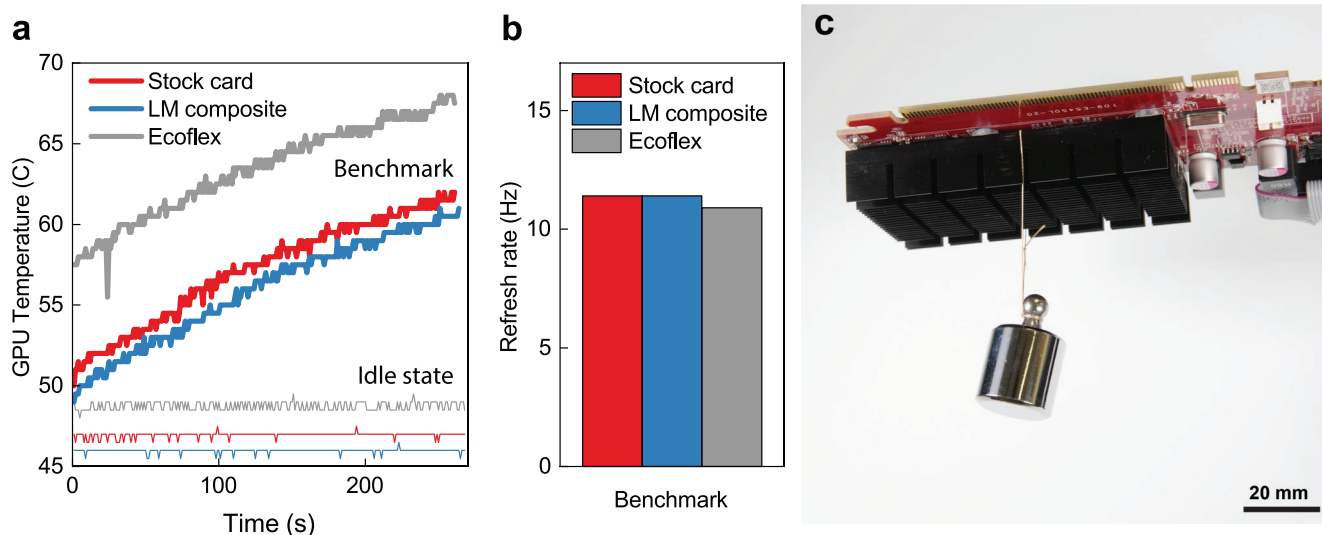 a
70
65
60
55
50
45
GPU Temperature (C)
Stock card
LM composite
Ecoflex
Benchmark
Idle state
0
100
200
Time (s)
b
15
10
5
0
Refresh rate (Hz)
Stock card
LM composite
Ecoflex
Benchmark
c
20 mm